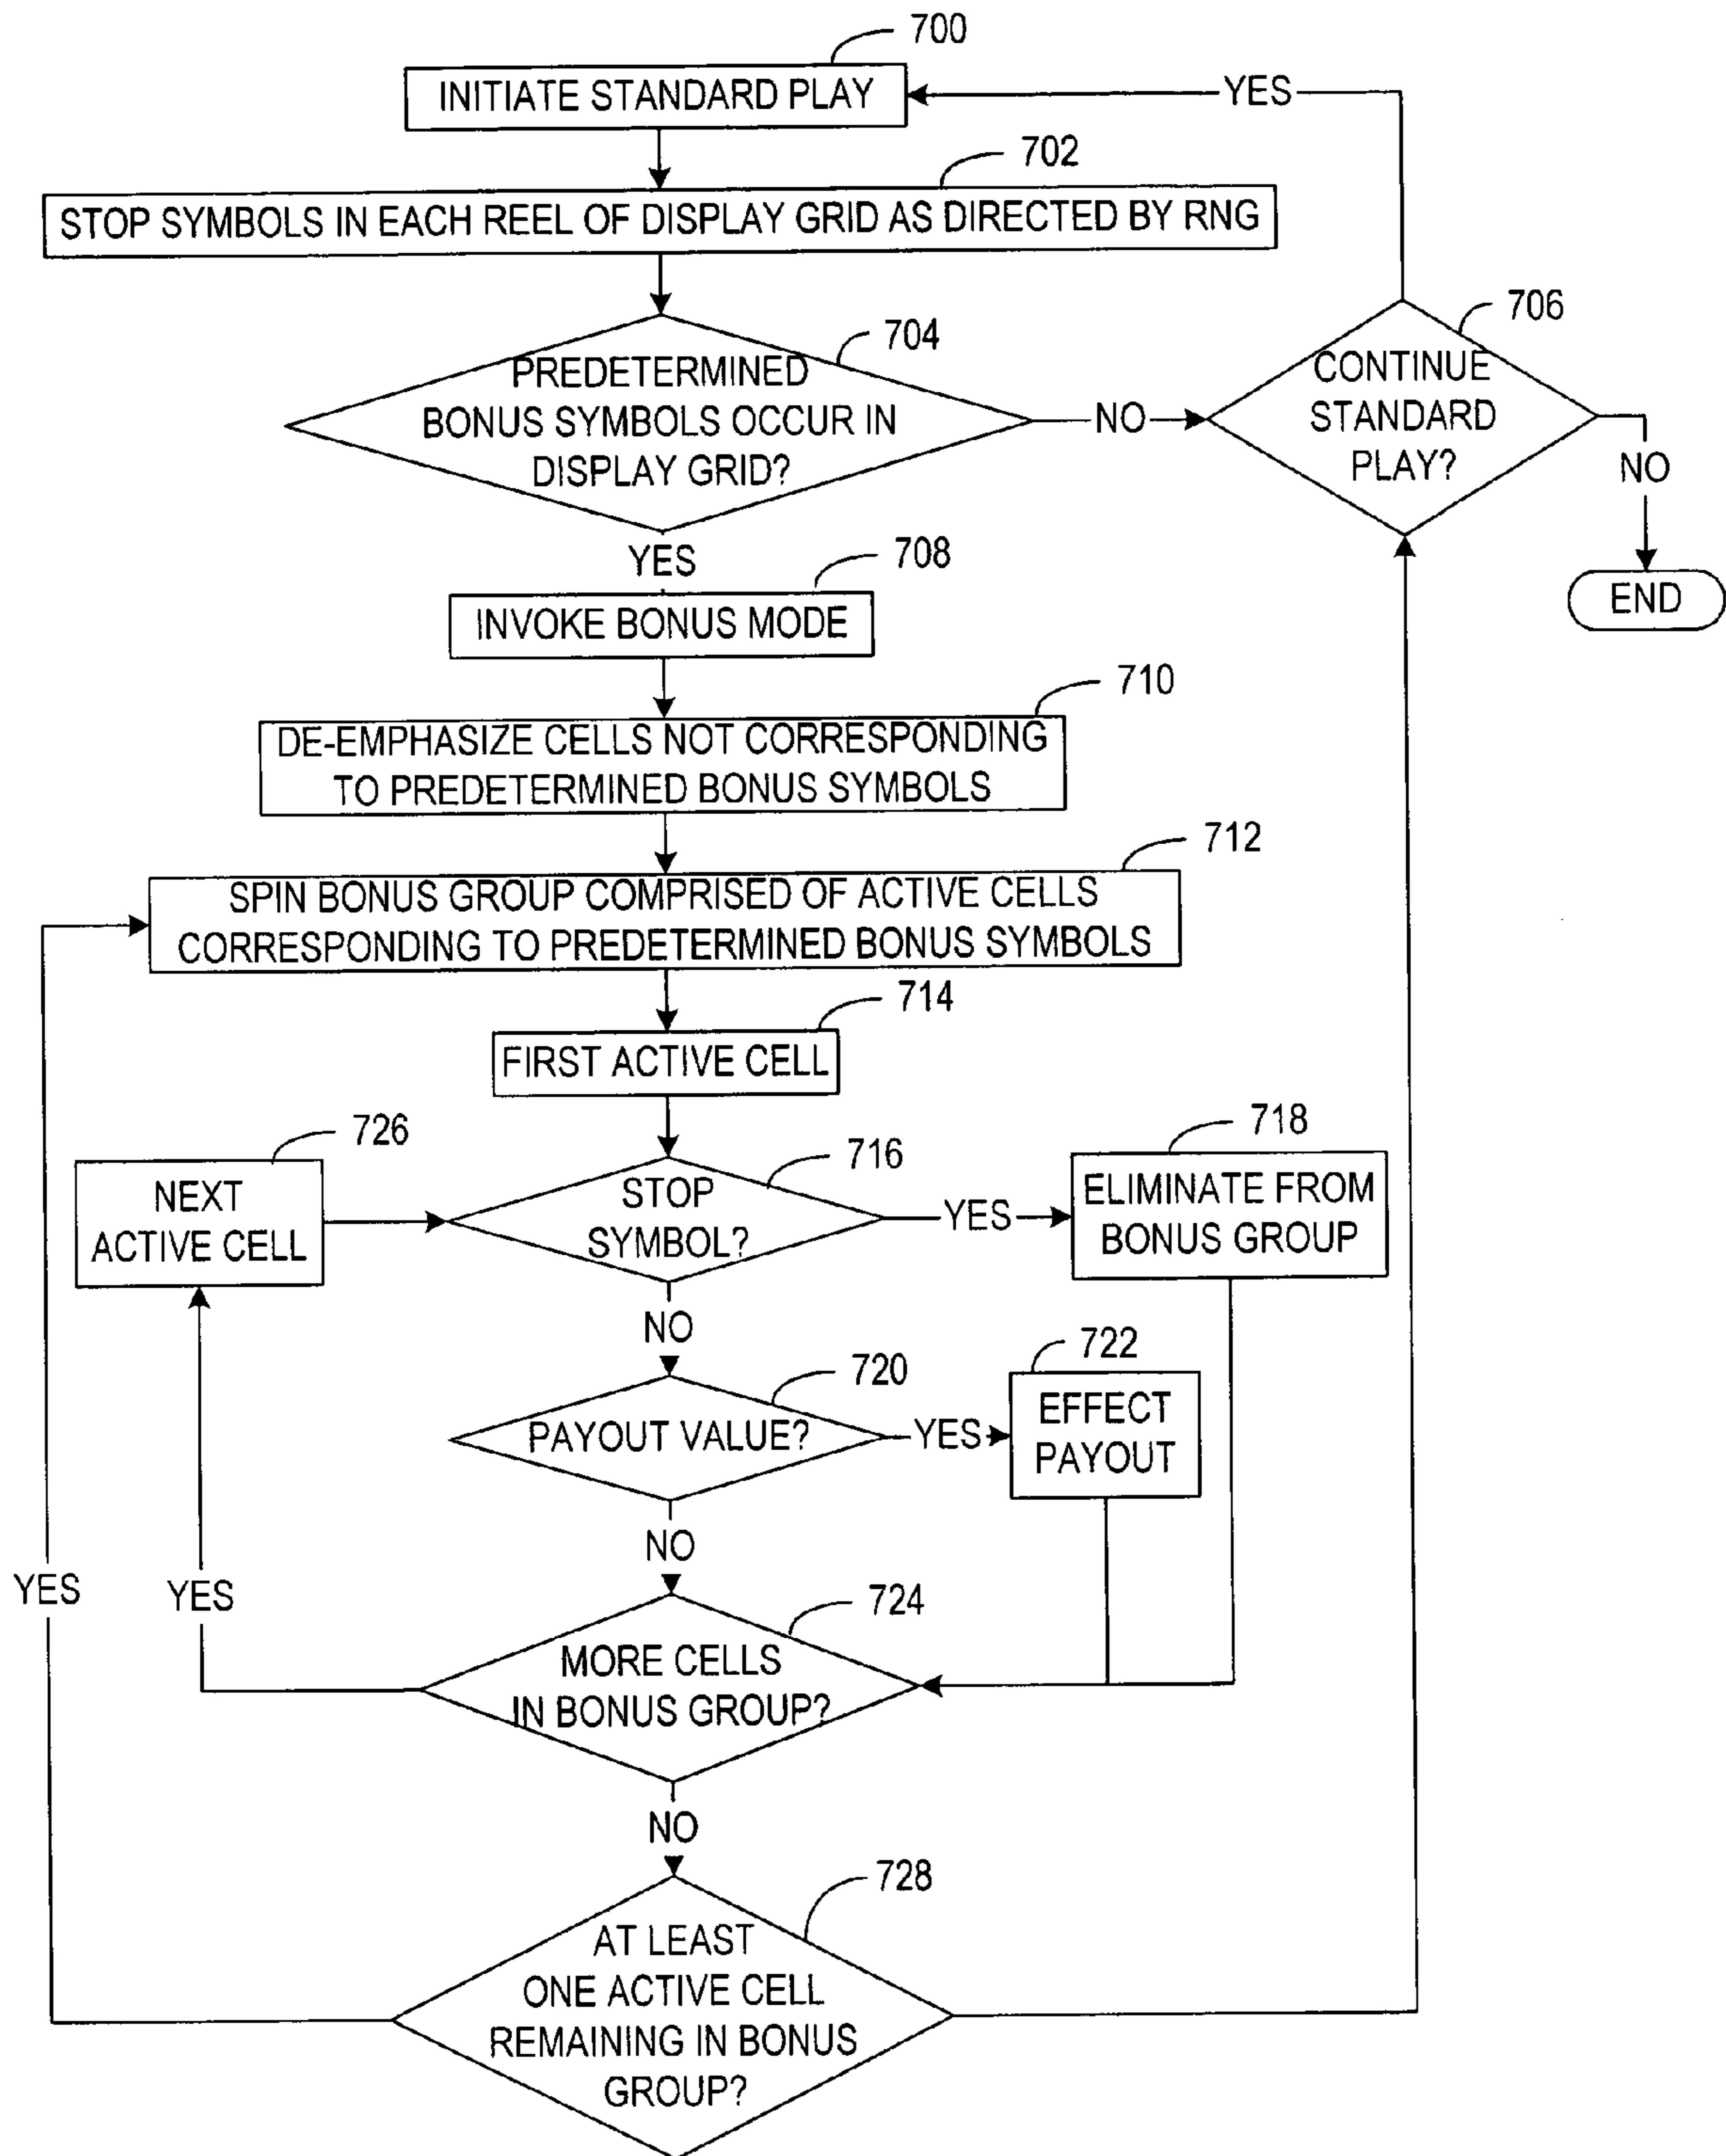 700
INITIATE STANDARD PLAY
YES
702
STOP SYMBOLS IN EACH REEL OF DISPLAY GRID AS DIRECTED BY RNG
704
PREDETERMINED
BONUS SYMBOLS OCCUR IN
DISPLAY GRID?
NO
706
CONTINUE
STANDARD
PLAY?
NO
END
YES
708
INVOKE BONUS MODE
710
DE-EMPHASIZE CELLS NOT CORRESPONDING
TO PREDETERMINED BONUS SYMBOLS
712
SPIN BONUS GROUP COMPRISED OF ACTIVE CELLS
CORRESPONDING TO PREDETERMINED BONUS SYMBOLS
714
FIRST ACTIVE CELL
726
NEXT
ACTIVE CELL
716
STOP
SYMBOL?
YES
718
ELIMINATE FROM
BONUS GROUP
NO
720
PAYOUT VALUE?
YES
722
EFFECT
PAYOUT
NO
YES
YES
724
MORE CELLS
IN BONUS GROUP?
NO
728
AT LEAST
ONE ACTIVE CELL
REMAINING IN BONUS
GROUP?